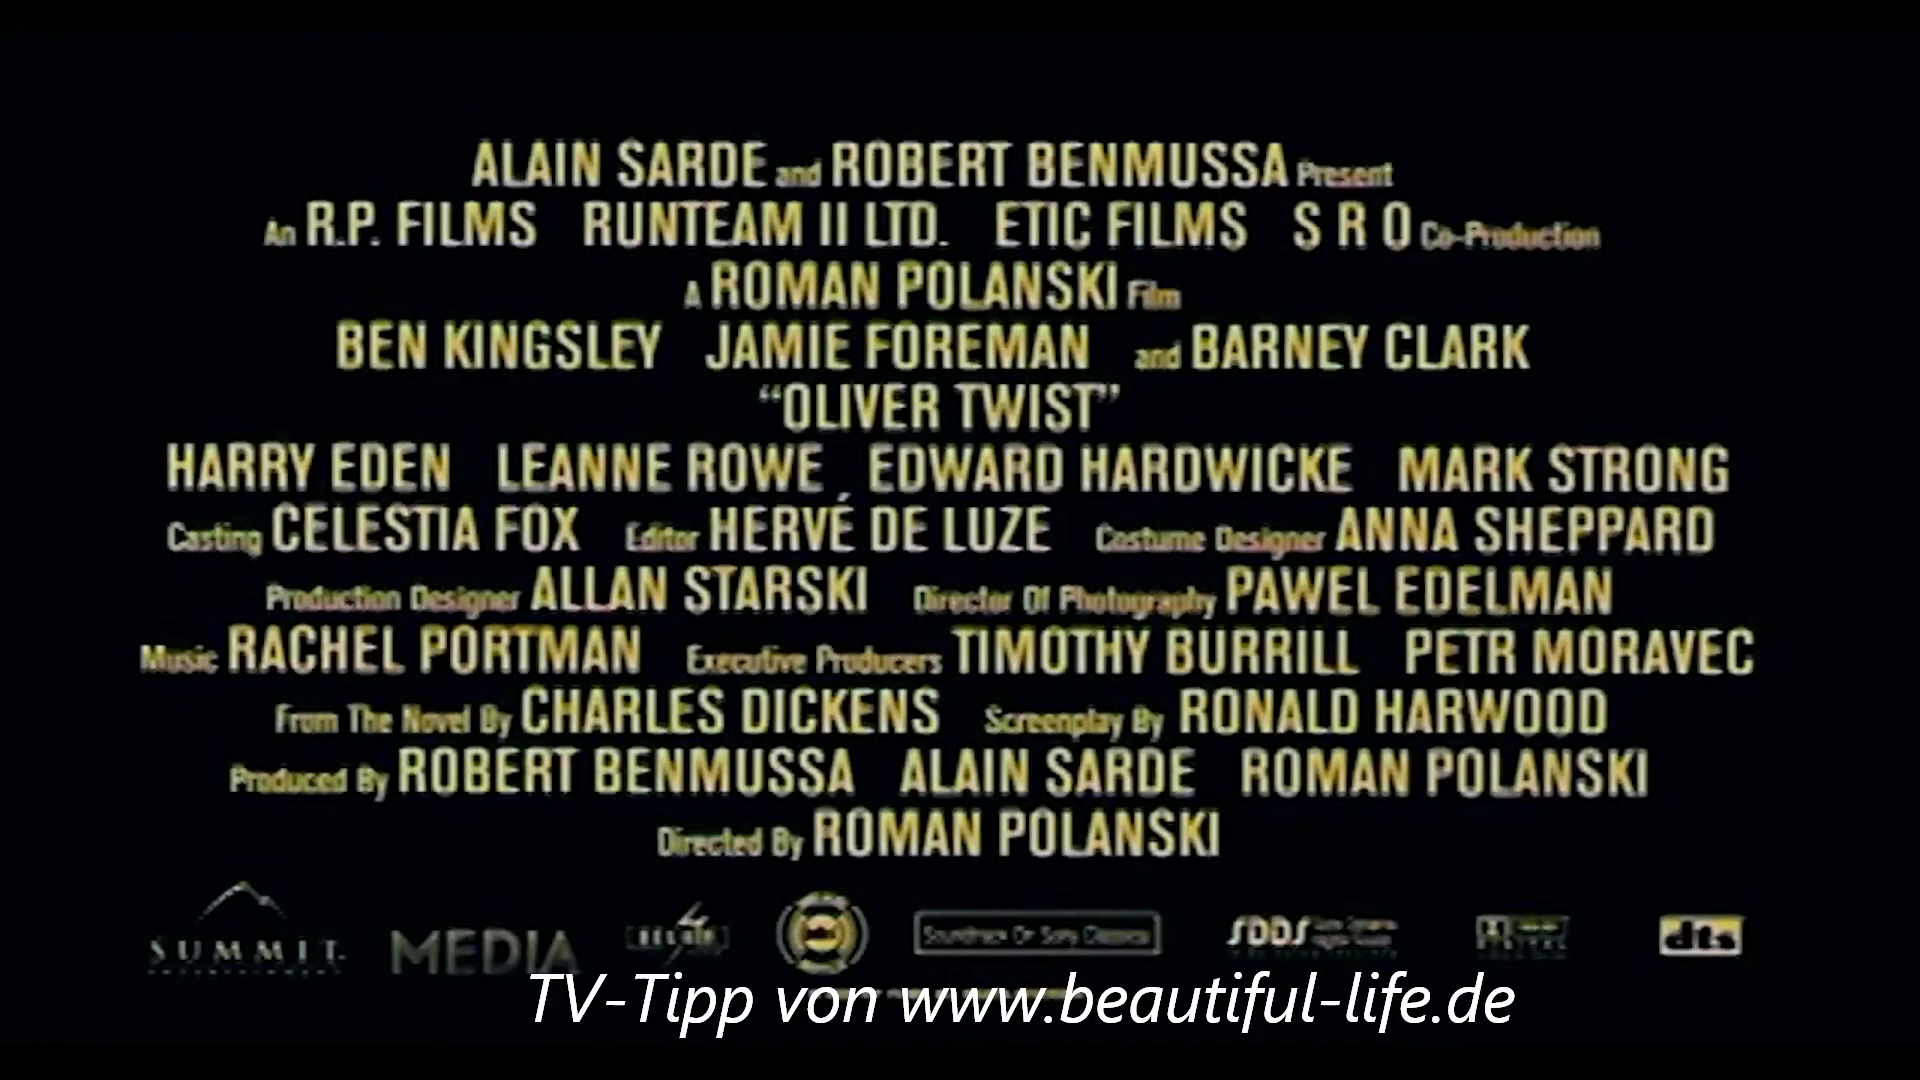 ALAIN SARDE and ROBERT BENMUSSA Present
An R.P. FILMS RUNTEAM II LTD. ETIC FILMS S R O Co-Production
A ROMAN POLANSKI Film
BEN KINGSLEY JAMIE FOREMAN and BARNEY CLARK
“OLIVER TWIST”
HARRY EDEN LEANNE ROWE EDWARD HARDWICKE MARK STRONG
Casting CELESTIA FOX Editor HERVÉ DE LUZE Costume Designer ANNA SHEPPARD
Production Designer ALLAN STARSKI Director Of Photography PAWEL EDELMAN
Music RACHEL PORTMAN Executive Producers TIMOTHY BURRILL PETR MORAVEC
From The Novel By CHARLES DICKENS Screenplay By RONALD HARWOOD
Produced By ROBERT BENMUSSA ALAIN SARDE ROMAN POLANSKI
Directed By ROMAN POLANSKI
SUMMIT MEDIA Soundtrack On Sony Classical SDDS DIGITAL dts
TV-Tipp von www.beautiful-life.de